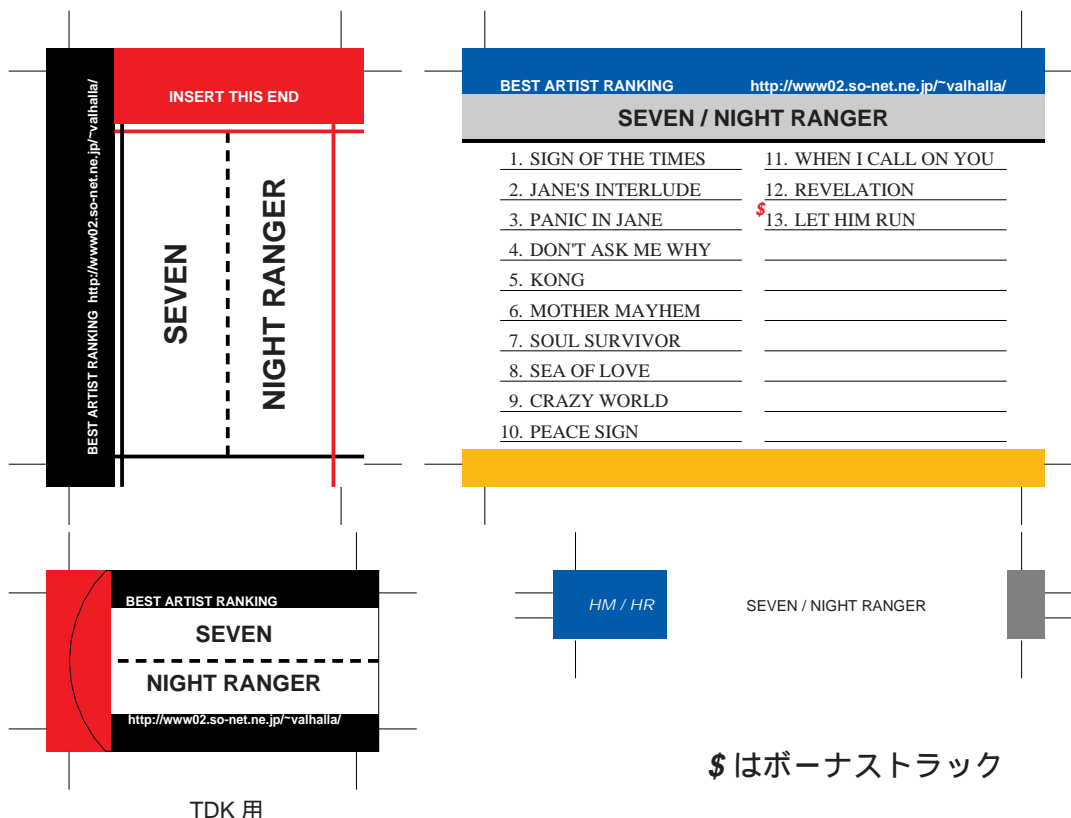 INSERT THIS END
BEST ARTIST RANKING http://www02.so-net.ne.jp/~valhalla/
SEVEN
NIGHT RANGER
BEST ARTIST RANKING http://www02.so-net.ne.jp/~valhalla/
SEVEN / NIGHT RANGER
1. SIGN OF THE TIMES
2. JANE'S INTERLUDE
3. PANIC IN JANE
4. DON'T ASK ME WHY
5. KONG
6. MOTHER MAYHEM
7. SOUL SURVIVOR
8. SEA OF LOVE
9. CRAZY WORLD
10. PEACE SIGN
11. WHEN I CALL ON YOU
12. REVELATION
$13. LET HIM RUN
BEST ARTIST RANKING
SEVEN
NIGHT RANGER
http://www02.so-net.ne.jp/~valhalla/
TDK 用
HM / HR
SEVEN / NIGHT RANGER
$ はボーナストラック